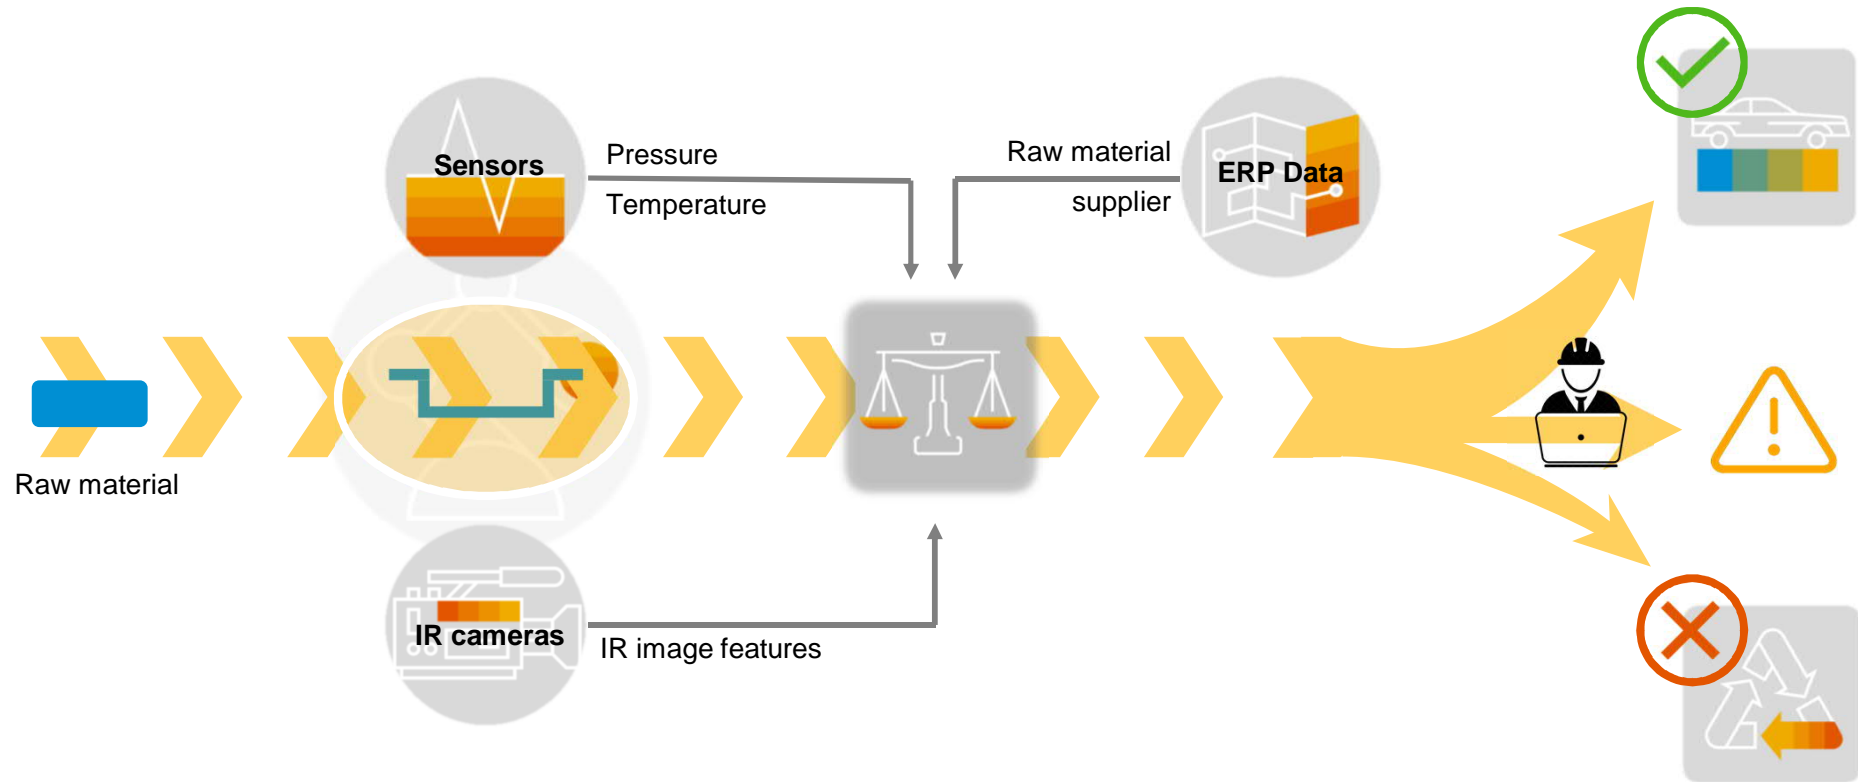 Sensors
Pressure
Temperature
Raw material
supplier
ERP Data
Raw material
IR cameras
IR image features